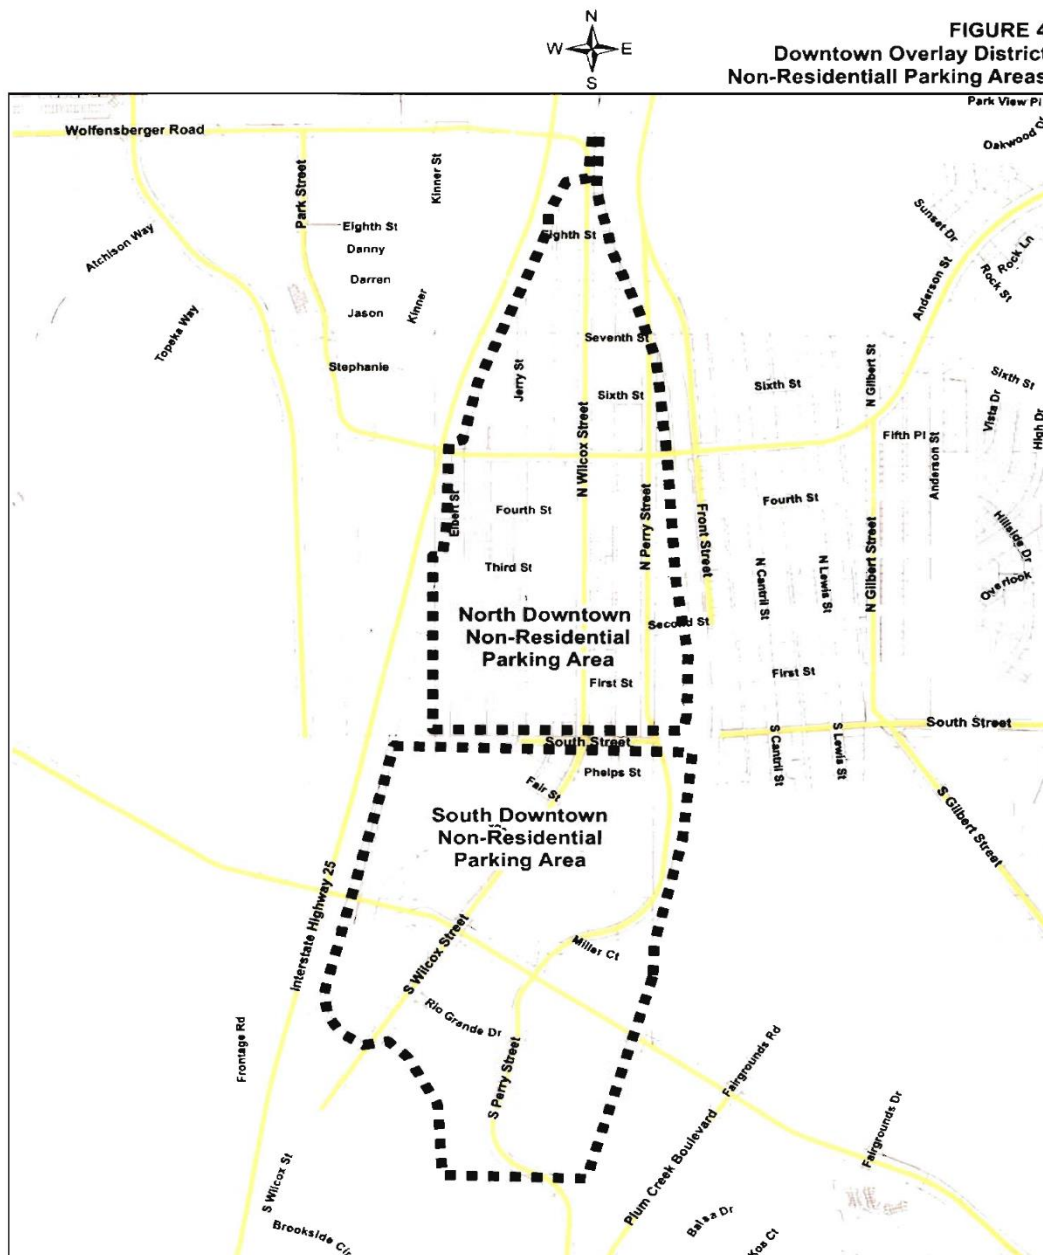 N
W E
S
FIGURE 4
Downtown Overlay District
Non-Residentiall Parking Areas
Park View Pl
Oakwood Dr
Wolfensberger Road
Park Street
Kinner St
Eighth St
Danny
Darren
Jason
Kinner
Stephanie
Atchison Way
Topeka Way
Eighth St
Sunset Dr
Rock Ln
Rock St
Anderson St
Seventh St
Jerry St
Sixth St
N Wilcox Street
Sixth St
N Gilbert St
Sixth St
Vista Dr
High Dr
Fifth Pl
Anderson St
Elbert St
Fourth St
N Perry Street
Front Street
Fourth St
N Gilbert Street
Hillside Dr
Overlook
Third St
N Cantril St
N Lewis St
North Downtown
Non-Residential
Parking Area
Second St
First St
First St
South Street
South Street
S Cantril St
S Lewis St
Phelps St
Fair St
S Gilbert Street
South Downtown
Non-Residential
Parking Area
Interstate Highway 25
S Wilcox Street
Miller Ct
Rio Grande Dr
Frontage Rd
S Perry Street
Fairgrounds Rd
Plum Creek Boulevard
Fairgrounds Dr
S Wilcox St
Brookside Cir
Balsa Dr
Koa Ct